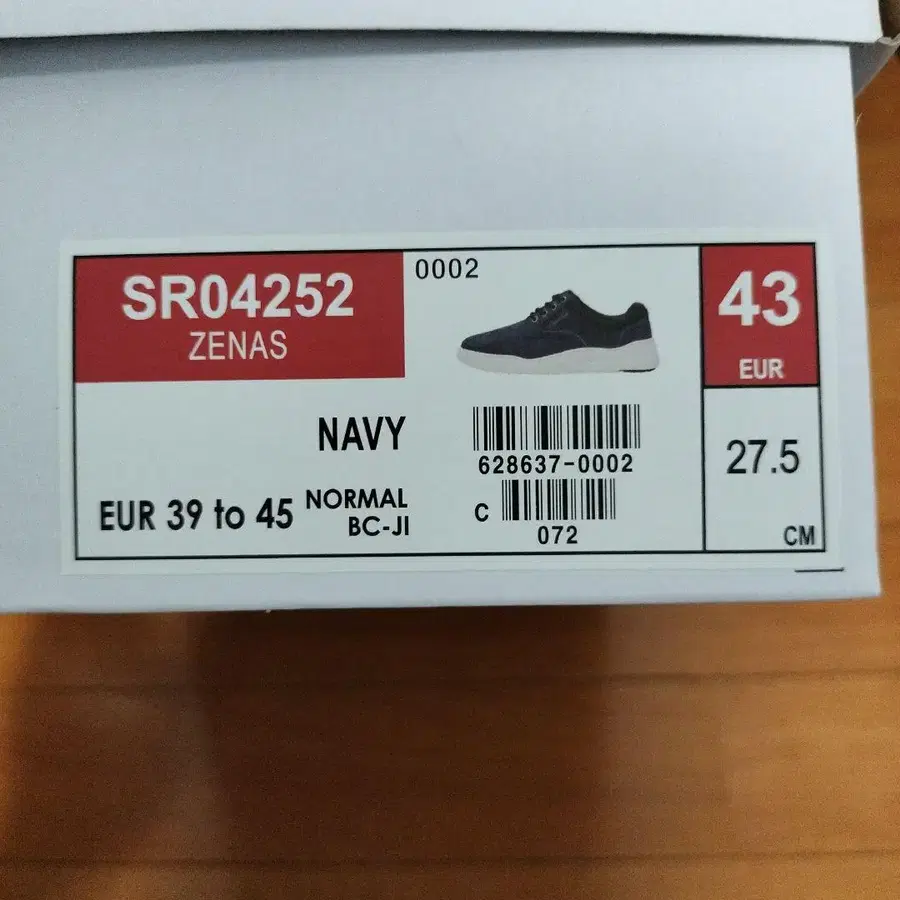 SR04252
ZENAS
0002
43
EUR
NAVY
628637-0002
27.5
CM
EUR 39 to 45
NORMAL
BC-JI
C
072